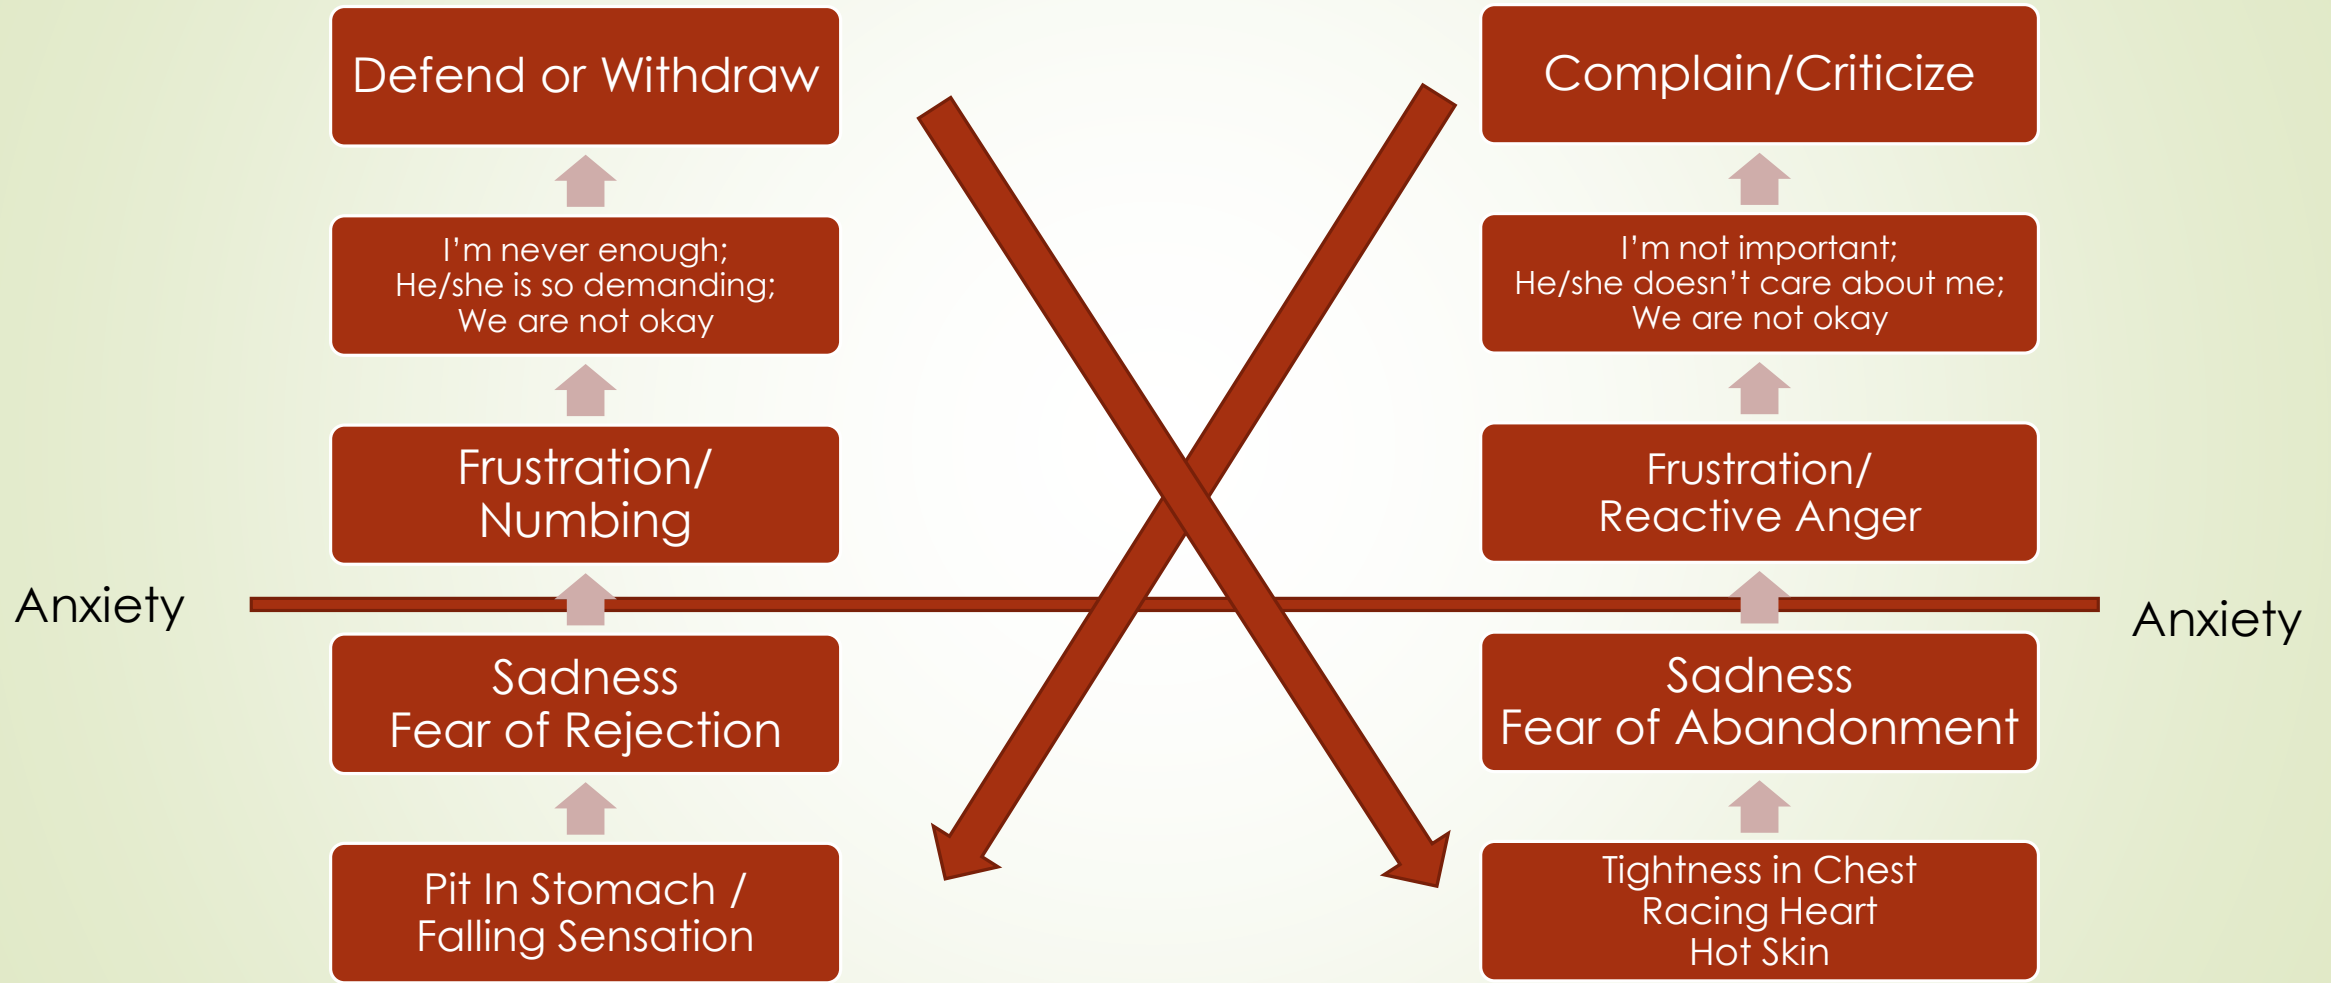 Defend or Withdraw
I'm never enough;
He/she is so demanding;
We are not okay
Frustration/
Numbing
Anxiety
Sadness
Fear of Rejection
Pit In Stomach /
Falling Sensation
Complain/Criticize
I'm not important;
He/she doesn't care about me;
We are not okay
Frustration/
Reactive Anger
Anxiety
Sadness
Fear of Abandonment
Tightness in Chest
Racing Heart
Hot Skin